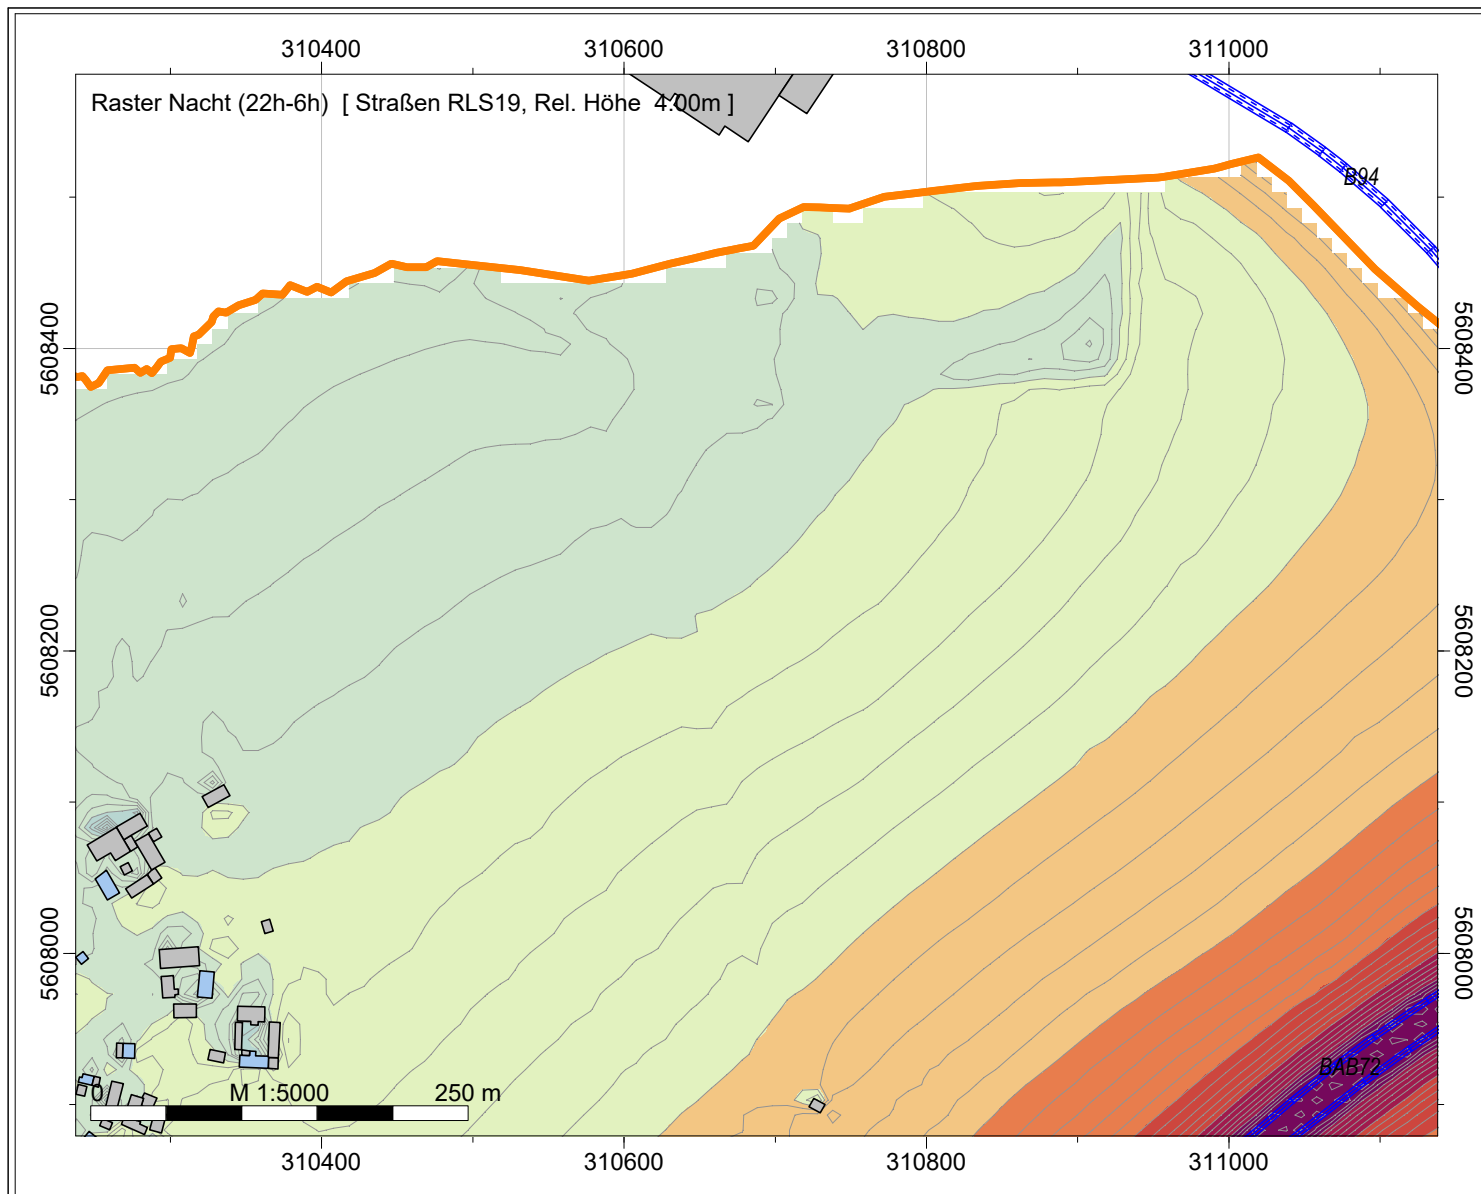 310400 310600 310800 311000
Raster Nacht (22h-6h) [ Straßen RLS19, Rel. Höhe 4.00m ]
B94
5608400 5608400
5608200 5608200
5608000 5608000
BAB72
0 M 1:5000 250 m
310400 310600 310800 311000